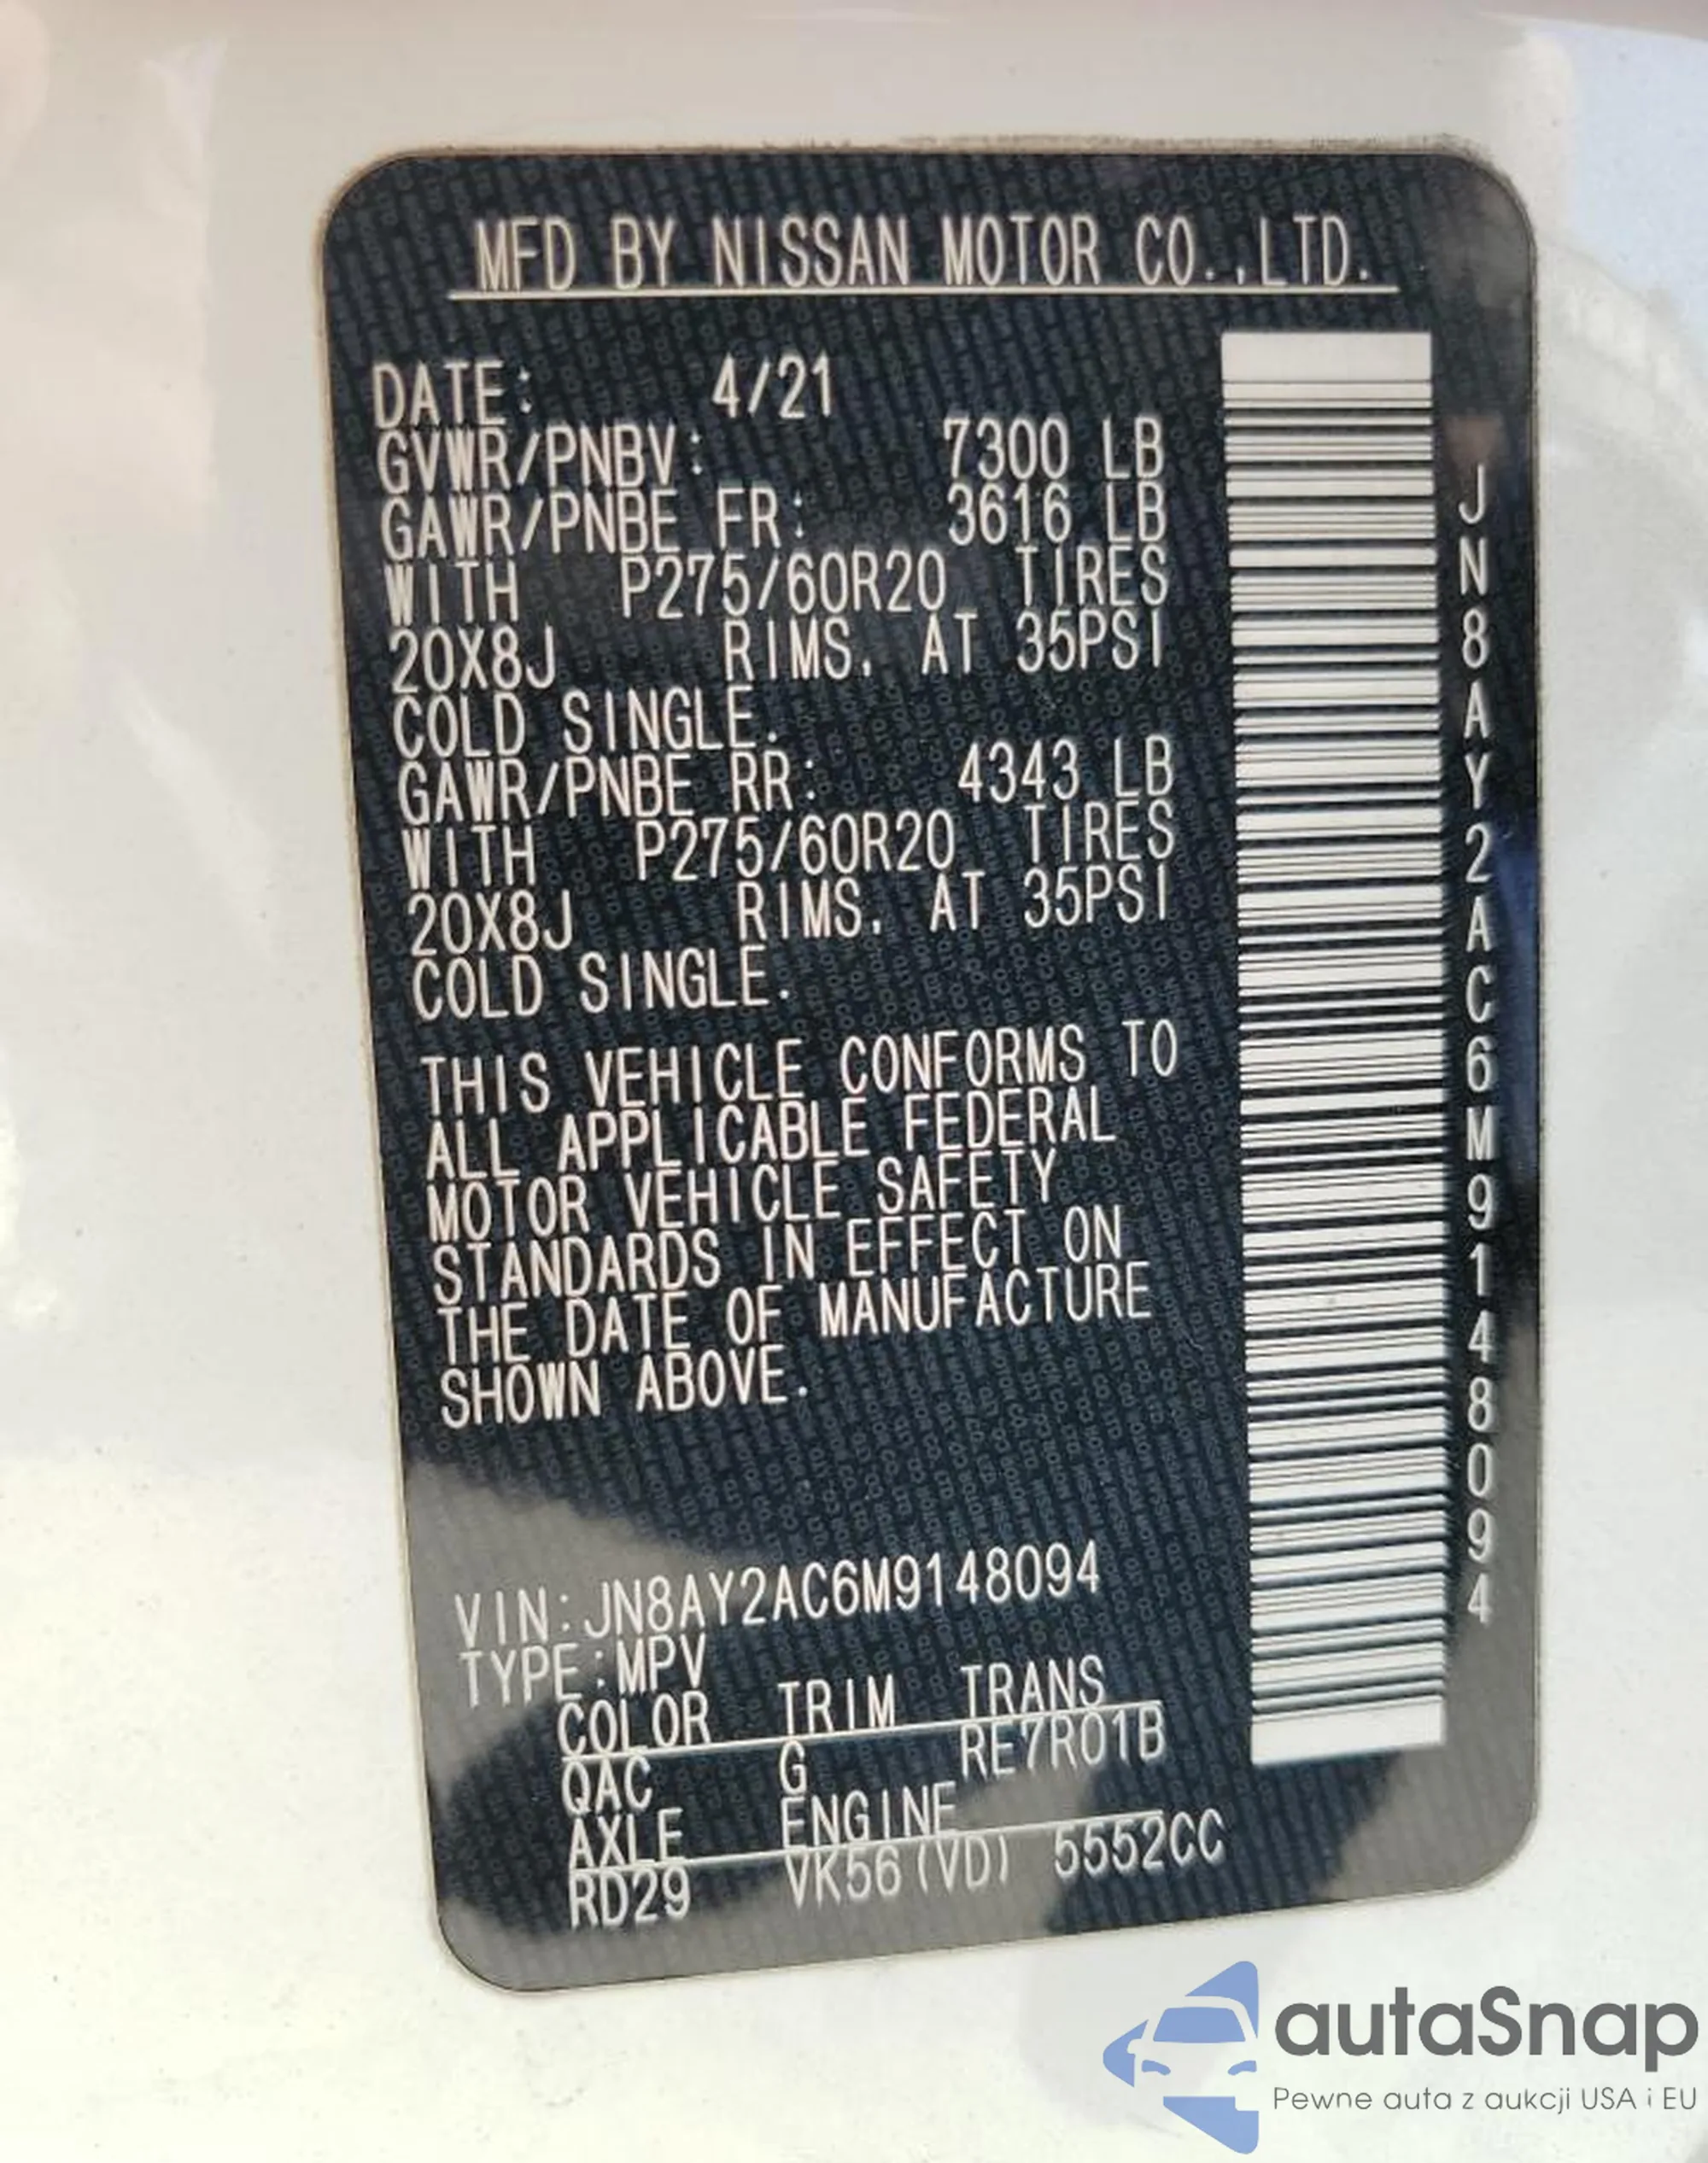 MFD BY NISSAN MOTOR CO.,LTD.
DATE: 4/21
GVWR/PNBV: 7300 LB
GAWR/PNBE FR: 3616 LB
WITH P275/60R20 TIRES
20X8J RIMS. AT 35PSI
COLD SINGLE.
GAWR/PNBE RR: 4343 LB
WITH P275/60R20 TIRES
20X8J RIMS. AT 35PSI
COLD SINGLE.
THIS VEHICLE CONFORMS TO
ALL APPLICABLE FEDERAL
MOTOR VEHICLE SAFETY
STANDARDS IN EFFECT ON
THE DATE OF MANUFACTURE
SHOWN ABOVE.
VIN:JN8AY2AC6M9148094
TYPE:MPV
COLOR TRIM TRANS
QAC G RE7R01B
AXLE ENGINE
RD29 VK56(VD) 5552CC
JN8AY2AC6M9148094
autaSnap
Pewne auta z aukcji USA i EU